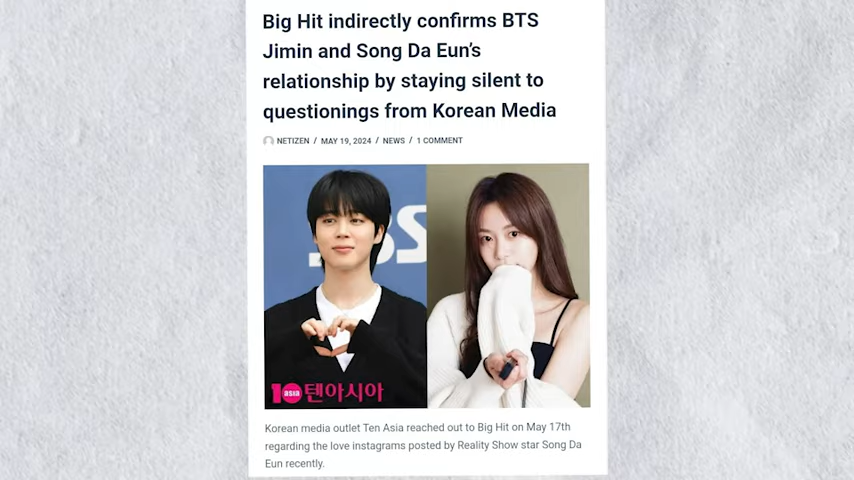 Big Hit indirectly confirms BTS
Jimin and Song Da Eun's
relationship by staying silent to
questionings from Korean Media
NETIZEN / MAY 19, 2024 / NEWS / 1 COMMENT
BS
10 ASIA 텐아시아
Korean media outlet Ten Asia reached out to Big Hit on May 17th
regarding the love instagrams posted by Reality Show star Song Da
Eun recently.